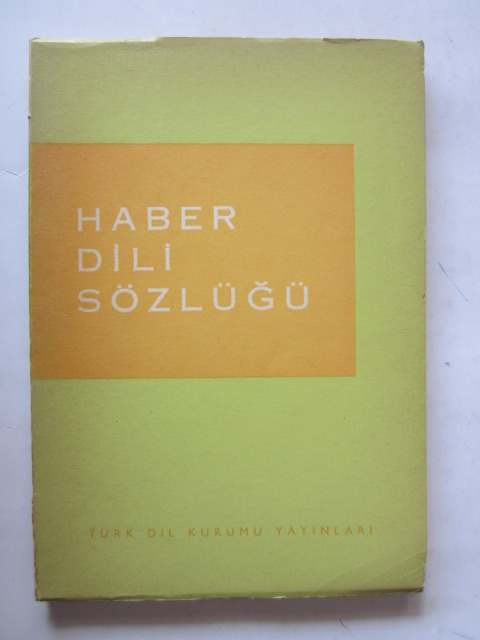 HABER
DİLİ
SÖZLÜĞÜ
TÜRK DİL KURUMU YAYINLARI